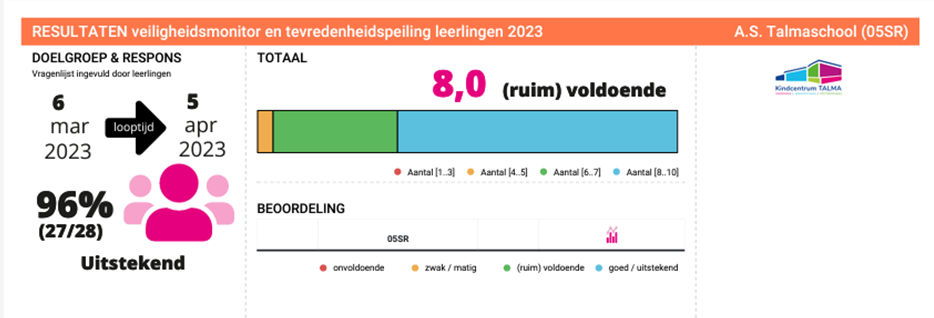 RESULTATEN veiligheidsmonitor en tevredenheidspeiling leerlingen 2023
A.S. Talmaschool (05SR)
DOELGROEP & RESPONS
Vragenlijst ingevuld door leerlingen
6
mar
2023
looptijd
5
apr
2023
96%
(27/28)
Uitstekend
TOTAAL
8,0 (ruim) voldoende
Aantal [1..3] Aantal [4..5] Aantal [6..7] Aantal [8..10]
BEOORDELING
05SR
onvoldoende zwak / matig (ruim) voldoende goed / uitstekend
Kindcentrum TALMA